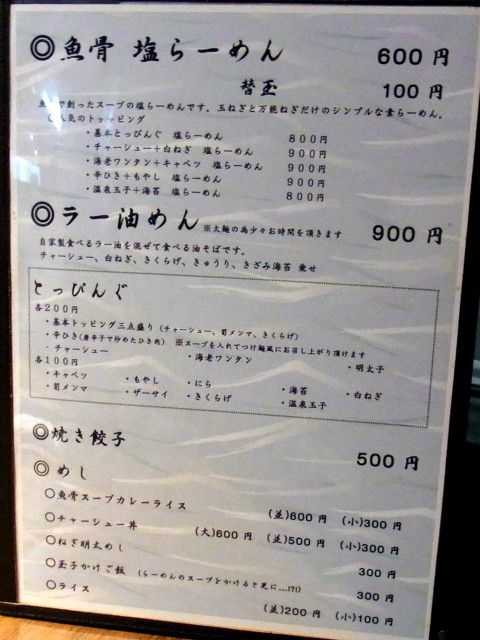 ◎魚骨 塩らーめん 600円
替玉 100円
魚骨で創ったスープの塩らーめんです。玉ねぎと万能ねぎだけのシンプルな素らーめん。
人気のトッピング
・基本とっぴんぐ 塩らーめん 800円
・チャーシュー+白ねぎ 塩らーめん 900円
・海老ワンタン+キャベツ 塩らーめん 900円
・辛ひき+もやし 塩らーめん 900円
・温泉玉子+海苔 塩らーめん 800円
◎ラー油めん ※太麺の為少々お時間を頂きます 900円
自家製食べるラー油を混ぜて食べる油そばです。
チャーシュー、白ねぎ、きくらげ、きゅうり、きざみ海苔 乗せ
とっぴんぐ
各200円
・基本トッピング三点盛り(チャーシュー、筍メンマ、きくらげ)
・辛ひき(唐辛子で炒めたひき肉) ※スープを入れてつけ麺風にお召し上がり頂けます
・チャーシュー ・海老ワンタン ・明太子
各100円
・キャベツ ・もやし ・にら ・海苔 ・白ねぎ
・筍メンマ ・ザーサイ ・きくらげ ・温泉玉子
◎焼き餃子 500円
◎めし
○魚骨スープカレーライス (並)600円 (小)300円
○チャーシュー丼 (大)600円 (並)500円 (小)300円
○ねぎ明太めし 300円
○玉子かけご飯 (らーめんのスープをかけると更に…!?) 300円
○ライス (並)200円 (小)100円